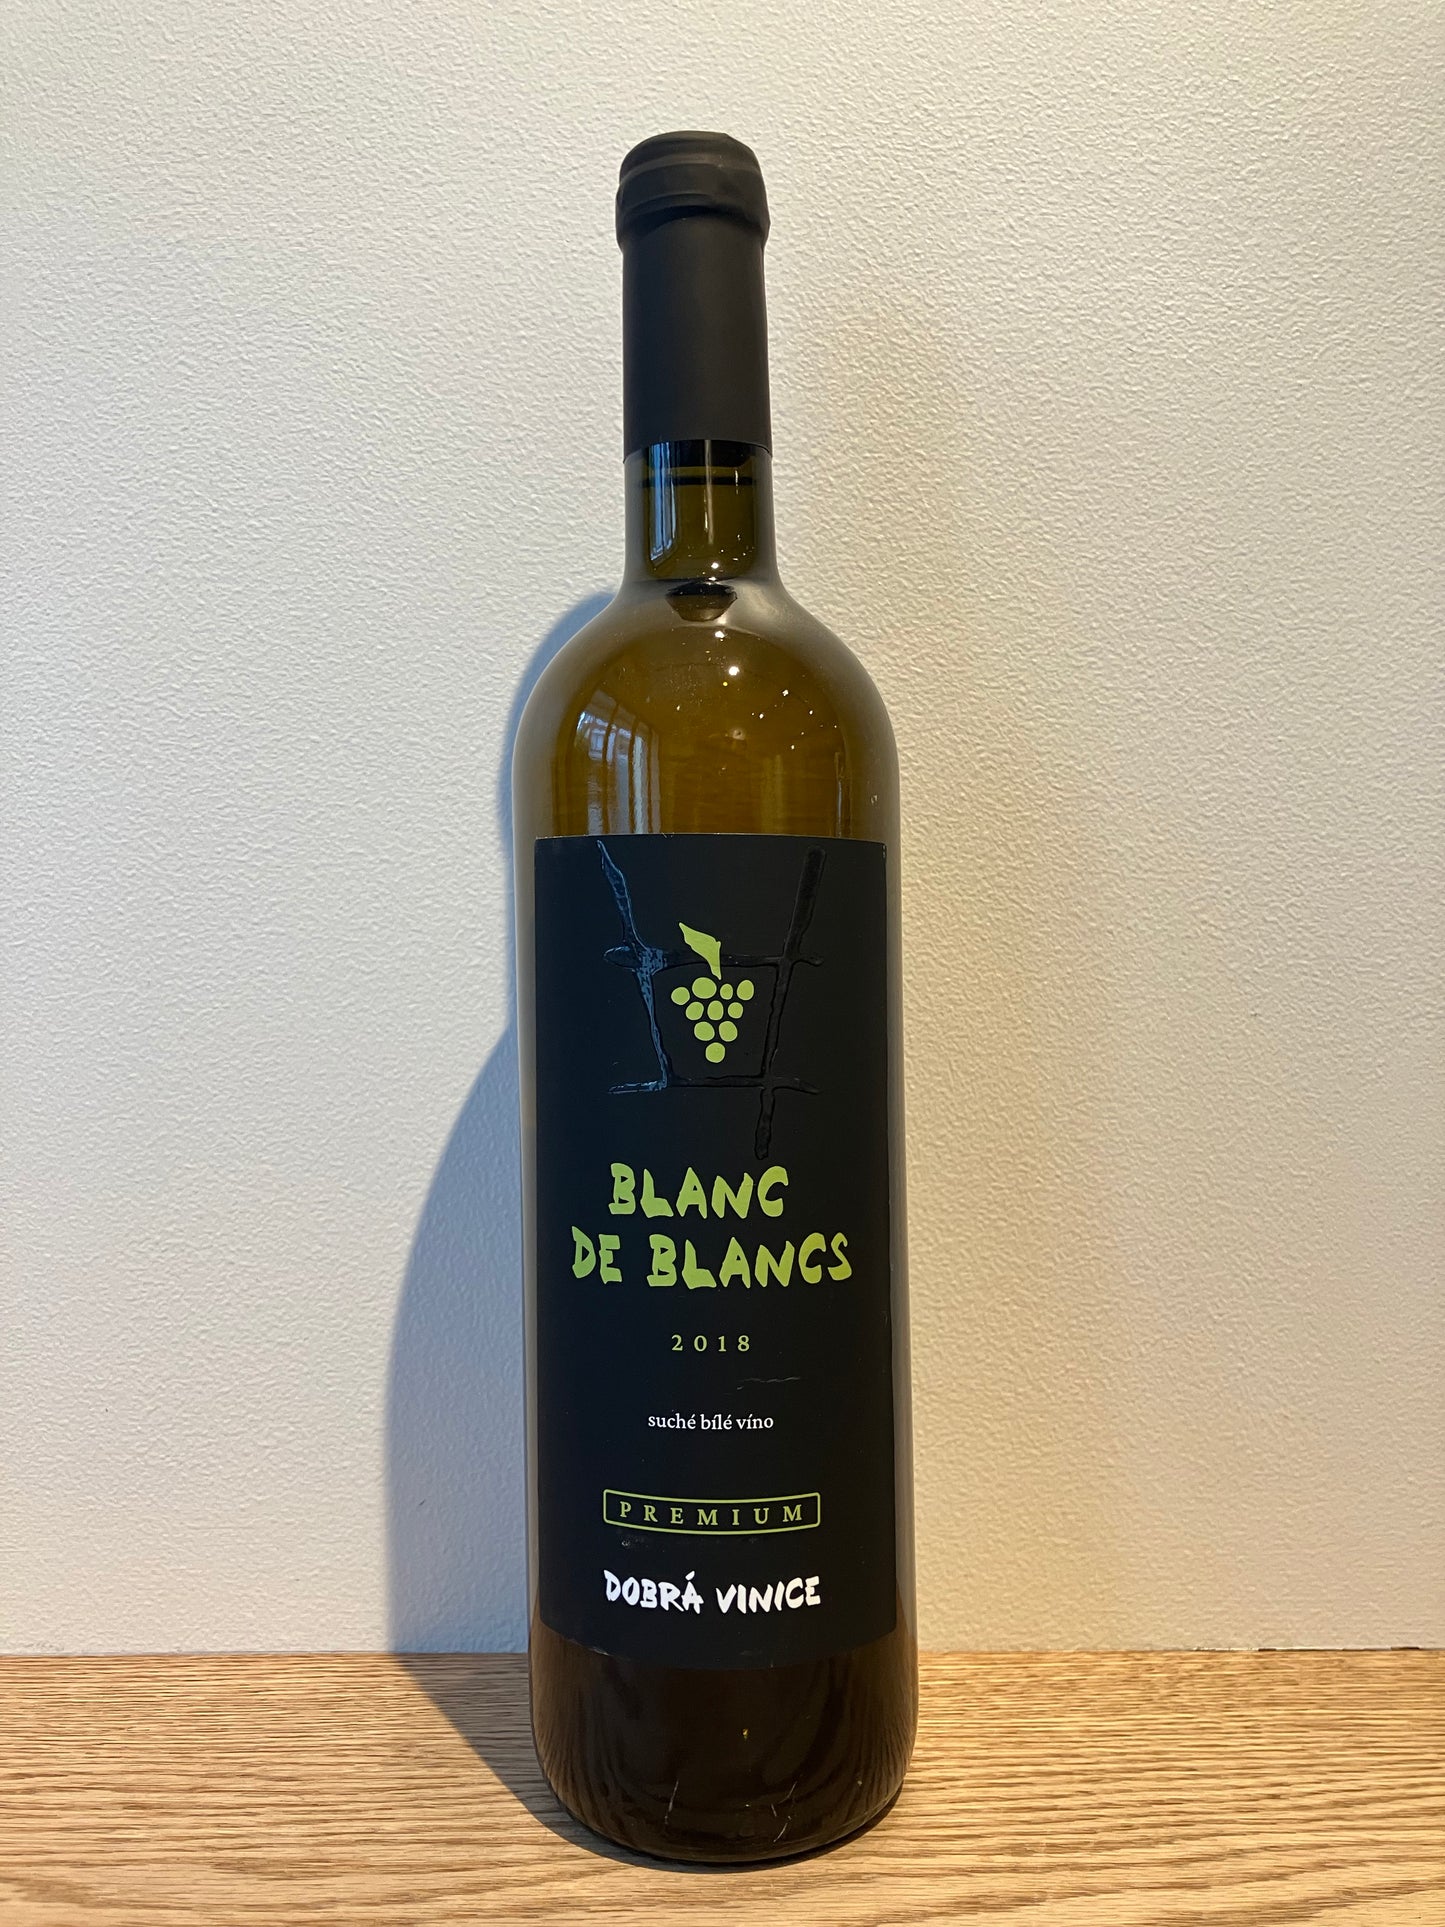 BLANC
DE BLANCS
2018
suché bílé víno
PREMIUM
DOBRÁ VINICE